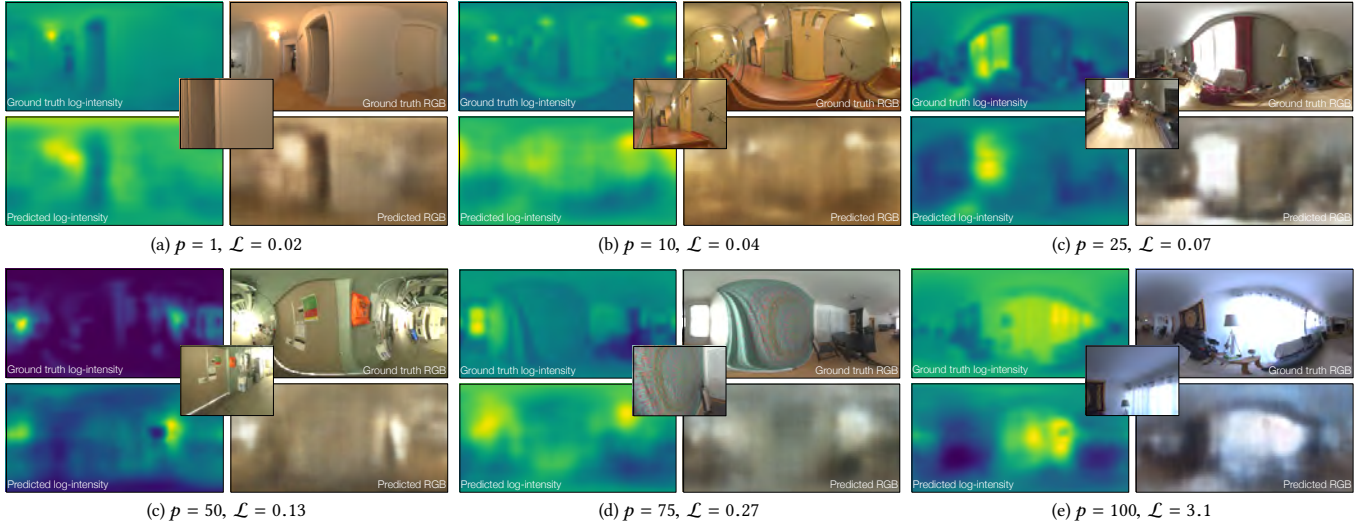 Ground truth log-intensity
Ground truth RGB
Predicted log-intensity
Predicted RGB
(a) p = 1, ℒ = 0.02
Ground truth log-intensity
Ground truth RGB
Predicted log-intensity
Predicted RGB
(b) p = 10, ℒ = 0.04
Ground truth log-intensity
Ground truth RGB
Predicted log-intensity
Predicted RGB
(c) p = 25, ℒ = 0.07
Ground truth log-intensity
Ground truth RGB
Predicted log-intensity
Predicted RGB
(c) p = 50, ℒ = 0.13
Ground truth log-intensity
Ground truth RGB
Predicted log-intensity
Predicted RGB
(d) p = 75, ℒ = 0.27
Ground truth log-intensity
Ground truth RGB
Predicted log-intensity
Predicted RGB
(e) p = 100, ℒ = 3.1